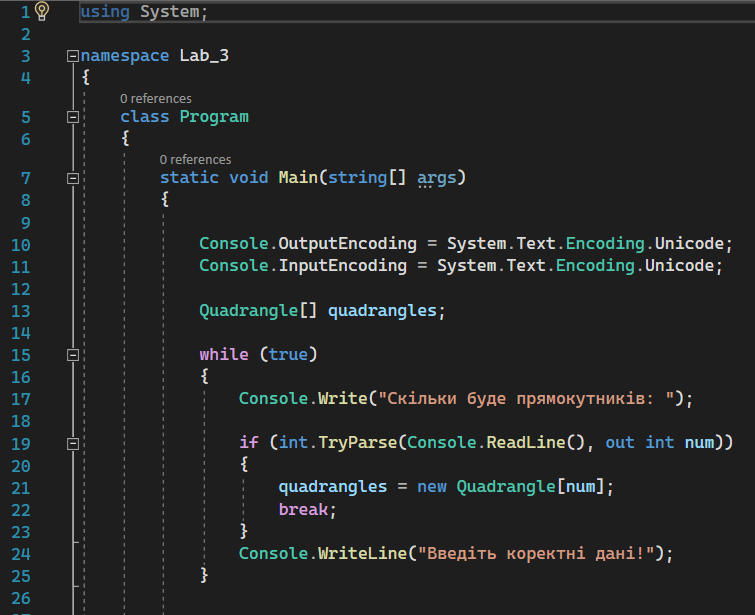 1 using System;
2
3 namespace Lab_3
4 {
0 references
5 class Program
6 {
0 references
7 static void Main(string[] args)
8 {
9
10 Console.OutputEncoding = System.Text.Encoding.Unicode;
11 Console.InputEncoding = System.Text.Encoding.Unicode;
12
13 Quadrangle[] quadrangles;
14
15 while (true)
16 {
17 Console.Write("Скільки буде прямокутників: ");
18
19 if (int.TryParse(Console.ReadLine(), out int num))
20 {
21 quadrangles = new Quadrangle[num];
22 break;
23 }
24 Console.WriteLine("Введіть коректні дані!");
25 }
26